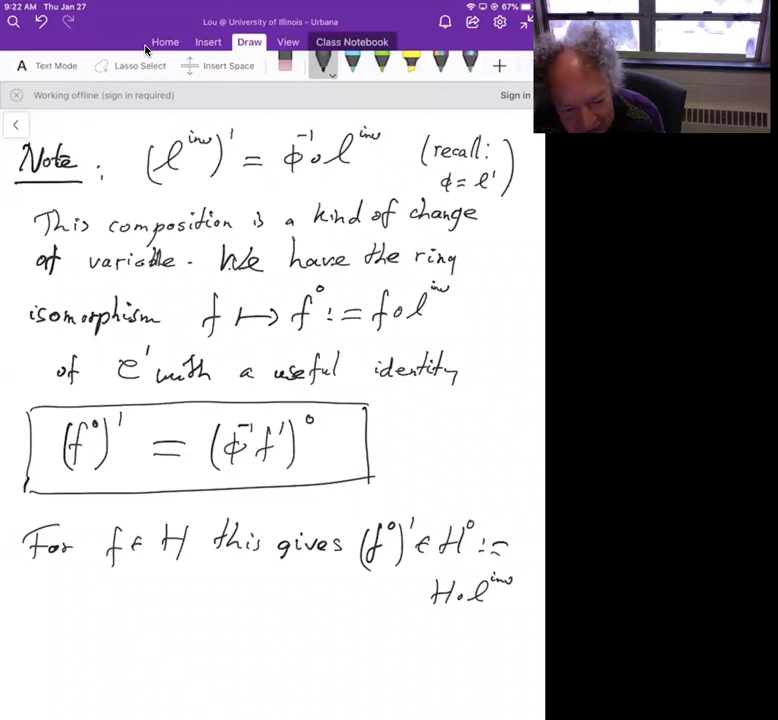 9:22 AM Thu Jan 27
67%
Lou @ University of Illinois - Urbana
Home Insert Draw View Class Notebook
A Text Mode Lasso Select Insert Space
Working offline (sign in required) Sign in
Note: (l^inv)' = ϕ^-1 ∘ l^inv (recall: ϕ = l')
This composition is a kind of change
of variable. We have the ring
isomorphism f ↦ f° := f∘l^inv
of C' with a useful identity
(f°)' = (ϕ^-1 f')°
For f ∈ H this gives (f°)' ∈ H° :=
H∘l^inv